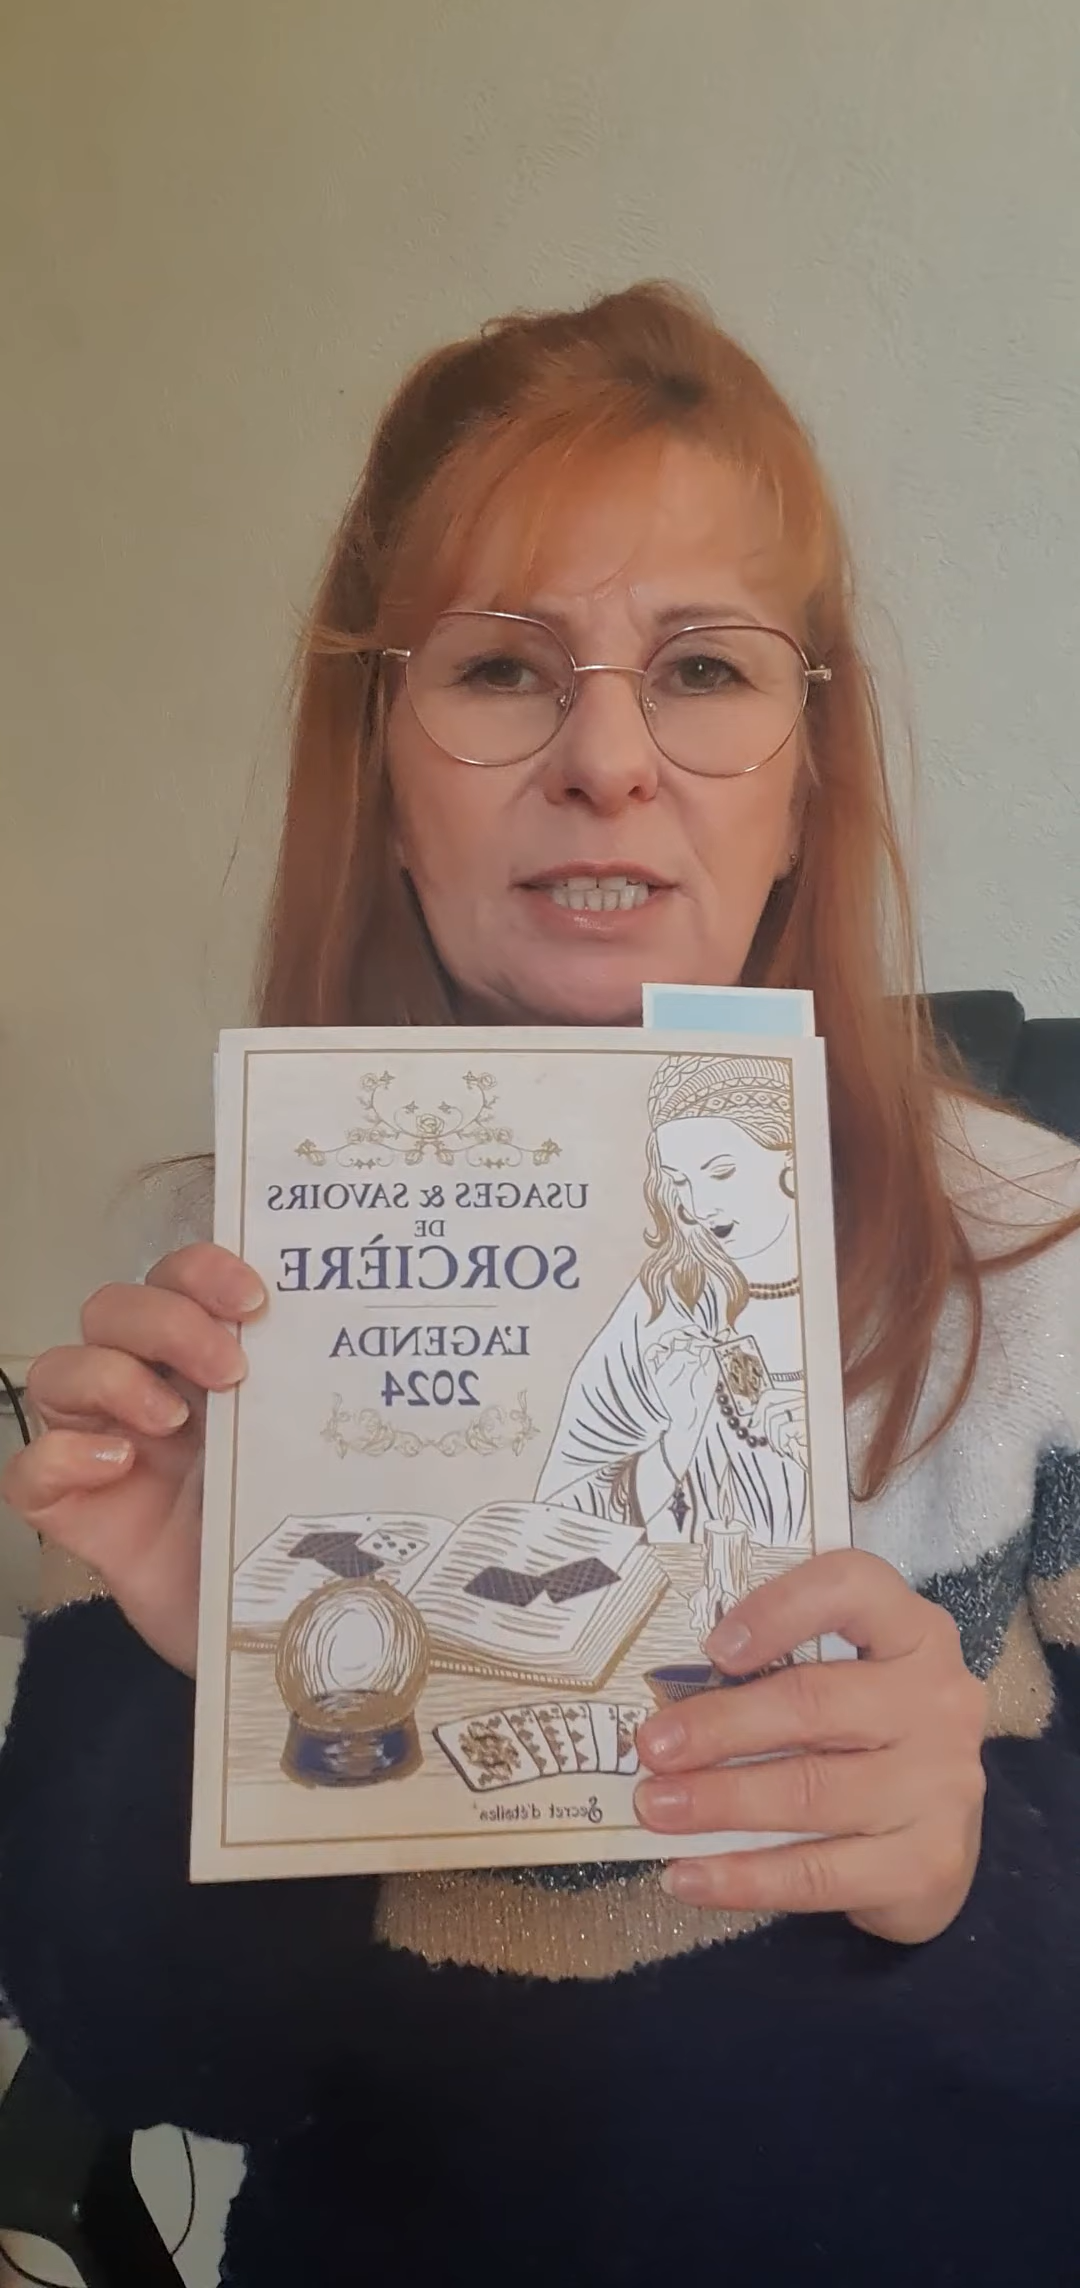 USAGES & SAVOIRS
DE
SORCIÈRE
L'AGENDA
2024
Secret d'étoiles